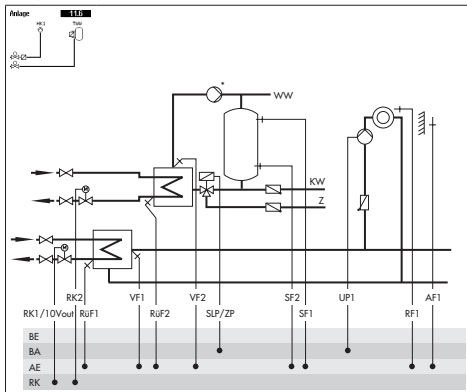 Anlage 11.6
HK1 TWW
*
WW
KW
Z
M
M
RK2 VF1 VF2 SF2 UP1 AF1
RK1/10Vout RüF1 RüF2 SLP/ZP SF1 RF1
BE
BA
AE
RK